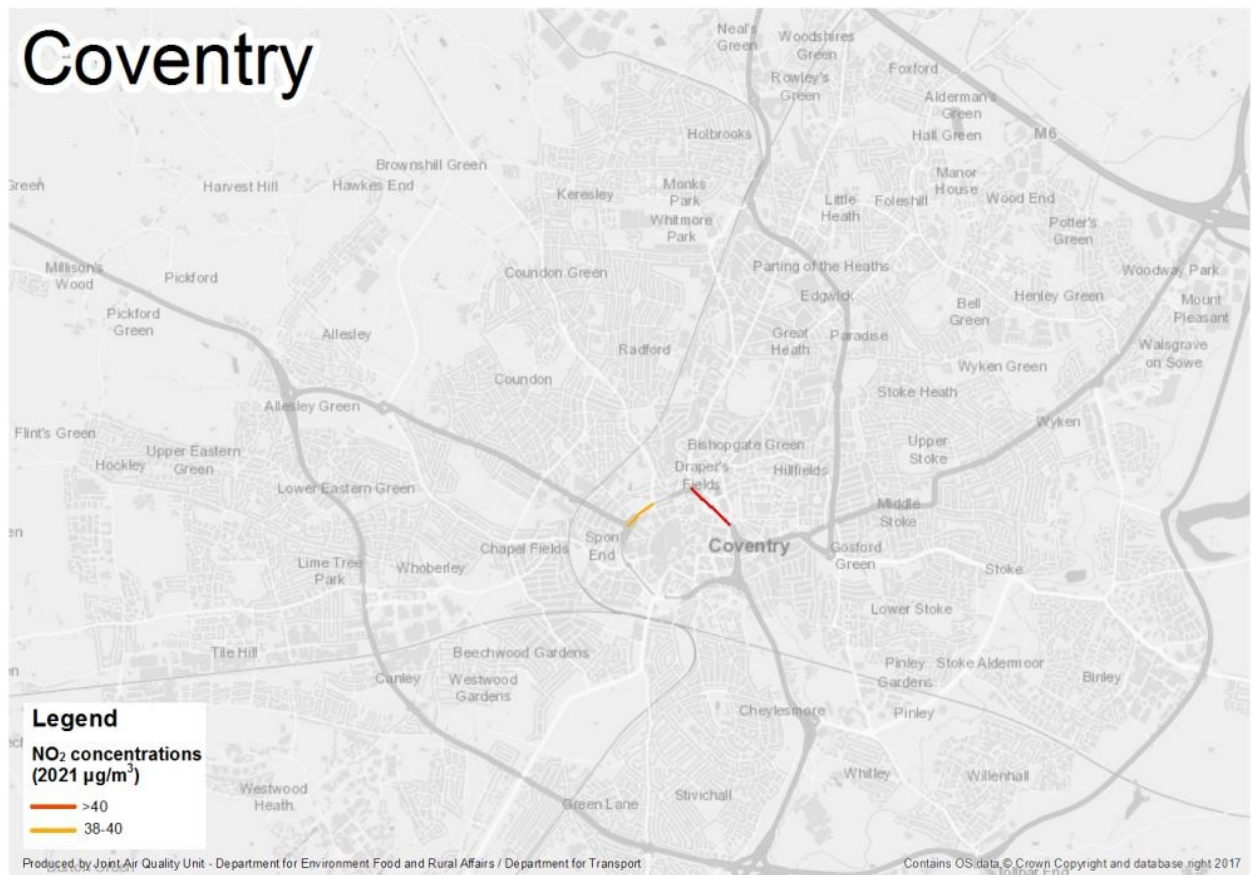 Coventry
Neal's
Green
Woodshires
Green
Foxford
Rowley's
Green
Alderman's
Green
Holbrooks
Hall Green
M6
Brownshill Green
Green
Harvest Hill
Hawkes End
Keresley
Monks
Park
Manor
House
Wood End
Little
Heath
Foleshill
Whitmore
Park
Potter's
Green
Millison's
Wood
Pickford
Coundon Green
Parting of the Heaths
Woodway Park
Edgwick
Henley Green
Mount
Pleasant
Pickford
Green
Bell
Green
Allesley
Radford
Great
Heath
Paradise
Walsgrave
on Sowe
Wyken Green
Coundon
Stoke Heath
Allesley Green
Wyken
Flint's Green
Upper Eastern
Green
Bishopgate Green
Upper
Stoke
Hockley
Draper's
Fields
Hillfields
Lower Eastern Green
Middle
Stoke
Spon
End
Coventry
Chapel Fields
Gosford
Green
Lime Tree
Park
Whoberley
Stoke
Lower Stoke
Tile Hill
Beechwood Gardens
Pinley
Gardens
Stoke Aldermoor
Binley
Canley
Westwood
Gardens
Cheylesmore
Pinley
Whitley
Willenhall
Westwood
Heath
Green Lane
Stivichall
Legend
NO₂ concentrations
(2021 µg/m³)
>40
38-40
Produced by Joint Air Quality Unit - Department for Environment Food and Rural Affairs / Department for Transport
Contains OS data © Crown Copyright and database right 2017